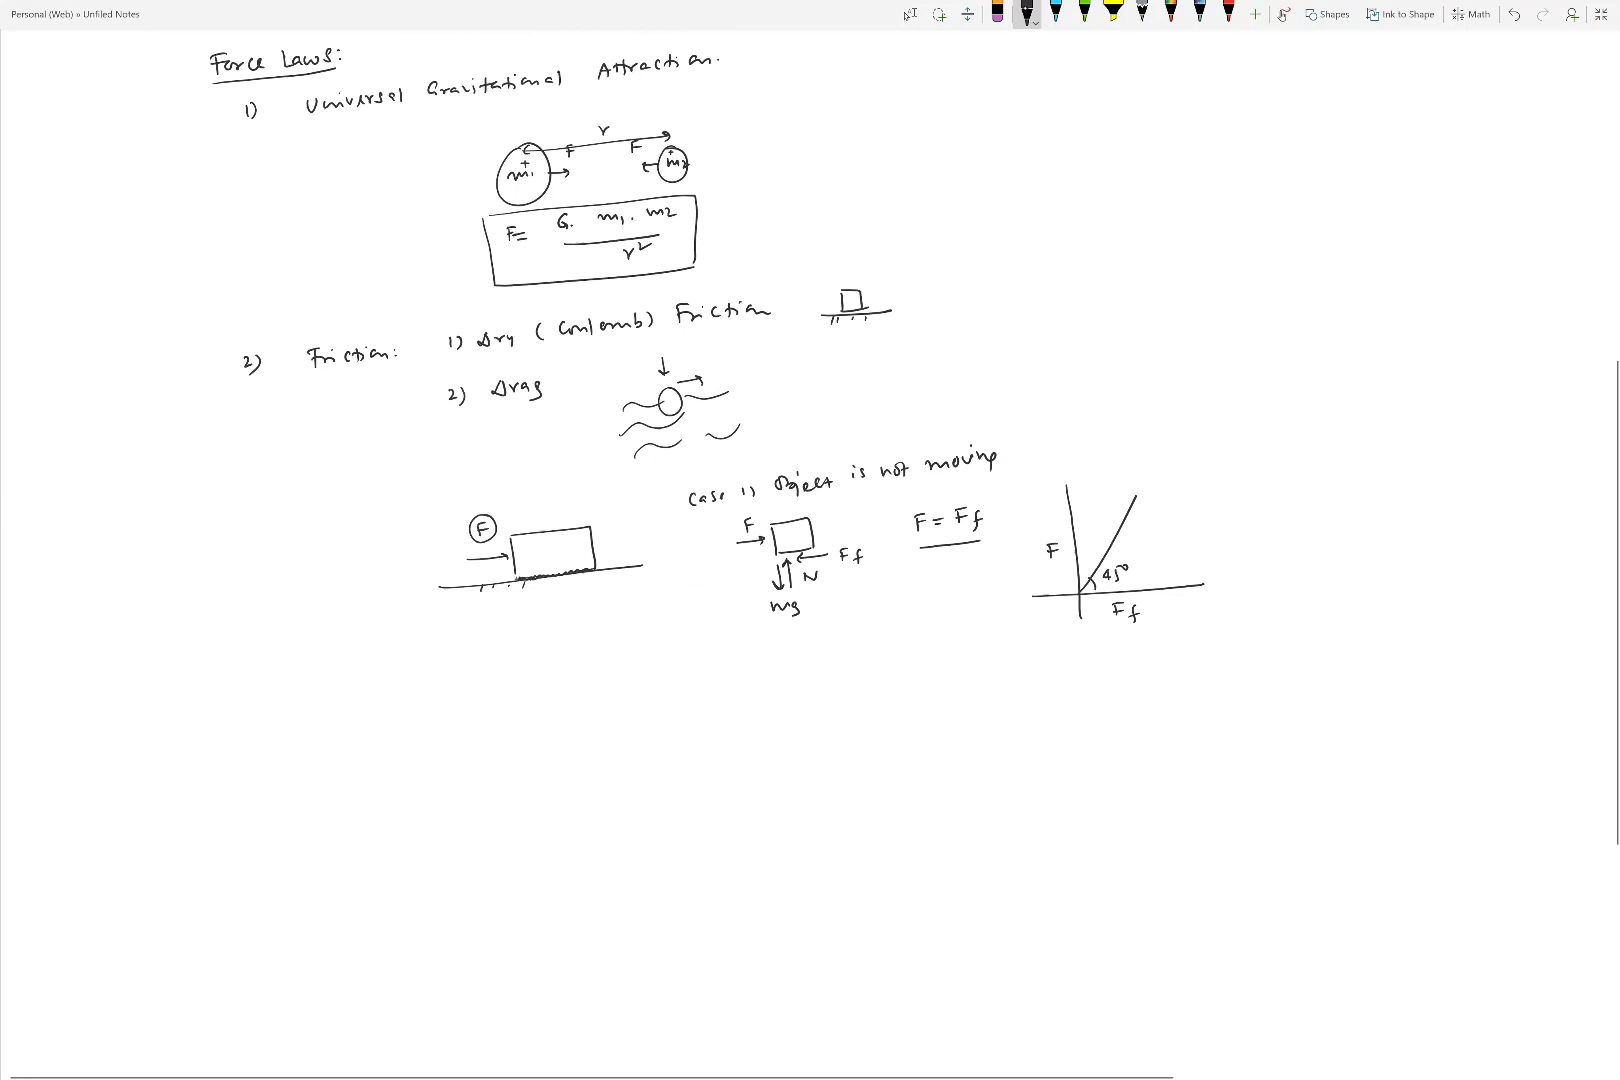 Personal (Web) » Unfiled Notes
Shapes Ink to Shape Math
Force Laws:
1) Universal Gravitational Attraction.
r
F F
m1 m2
F = G. m1. m2
r²
2) Friction: 1) Dry (Coulomb) Friction
2) Drag
Case 1) Object is not moving
F
F
Ff
N
mg
F = Ff
F
45°
Ff